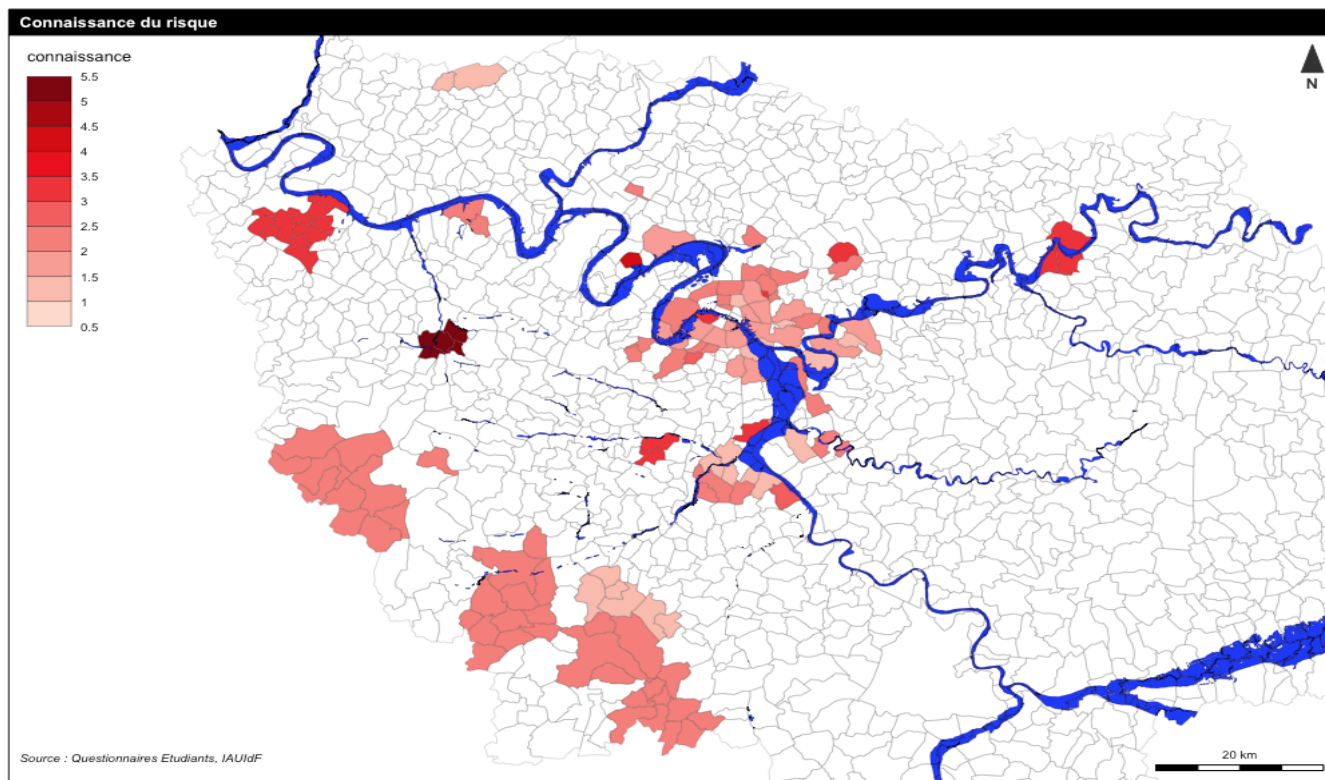 Connaissance du risque
connaissance
5.5
5
4.5
4
3.5
3
2.5
2
1.5
1
0.5
N
Source : Questionnaires Etudiants, IAUIdF
20 km